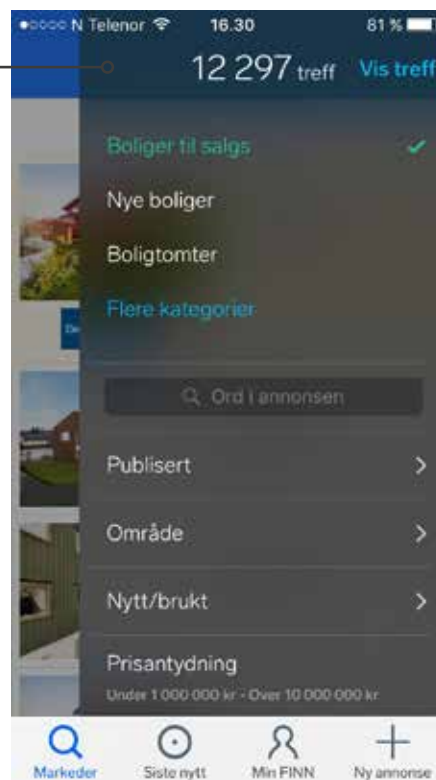 N Telenor 16.30 81 %
12 297 treff Vis treff
Boliger til salgs
Nye boliger
Boligtomter
Flere kategorier
Ord i annonsen
Publisert
Område
Nytt/brukt
Prisantydning
Under 1 000 000 kr - Over 10 000 000 kr
Markeder Siste nytt Min FINN Ny annonse